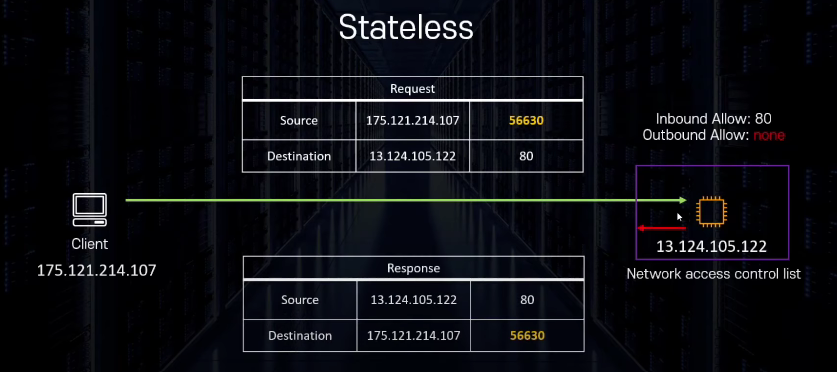 Stateless
Request
Source 175.121.214.107 56630
Destination 13.124.105.122 80
Inbound Allow: 80
Outbound Allow: none
Client
175.121.214.107
13.124.105.122
Network access control list
Response
Source 13.124.105.122 80
Destination 175.121.214.107 56630